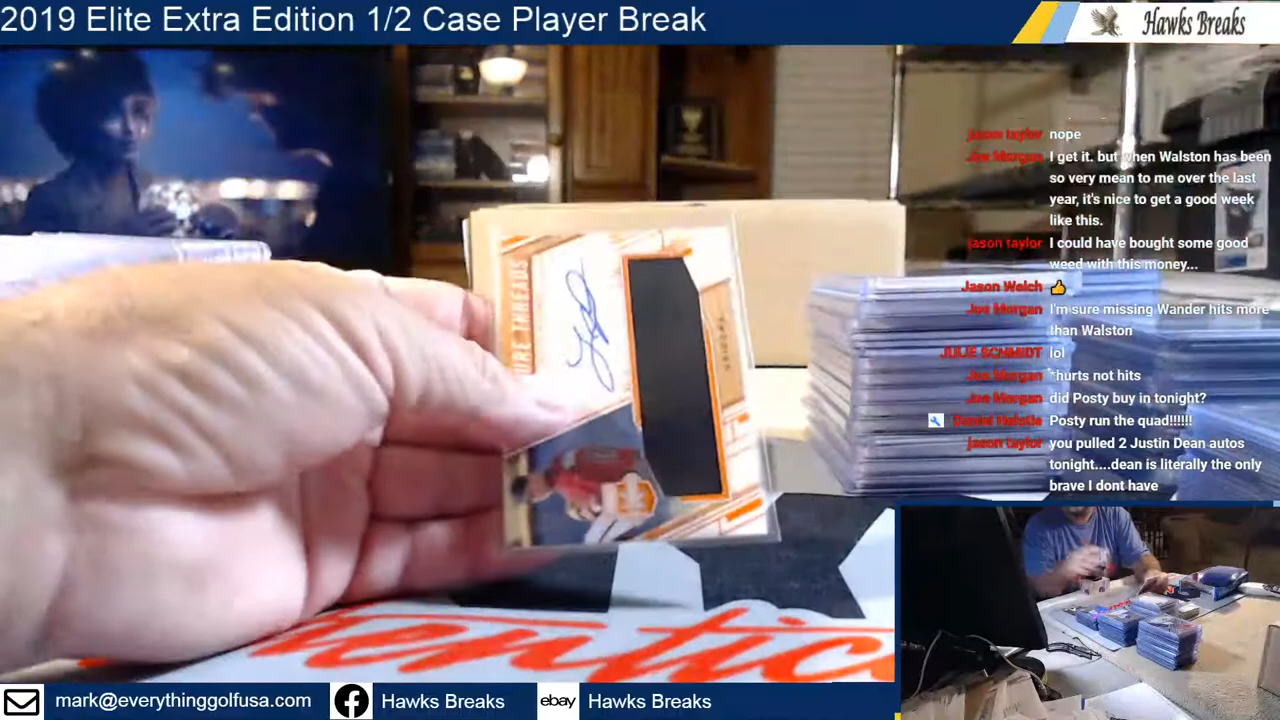 2019 Elite Extra Edition 1/2 Case Player Break
Hawks Breaks
jason taylor nope
Joe Morgan I get it. but when Walston has been
so very mean to me over the last
year, it's nice to get a good week
like this.
jason taylor I could have bought some good
weed with this money...
Jason Welch 👍
Joe Morgan I'm sure missing Wander hits more
than Walston
JULIE SCHMIDT lol
Joe Morgan *hurts not hits
Joe Morgan did Posty buy in tonight?
Posty run the quad!!!!!!
jason taylor you pulled 2 Justin Dean autos
tonight....dean is literally the only
brave I dont have
URE THREADS
mark@everythinggolfusa.com
Hawks Breaks
ebay Hawks Breaks